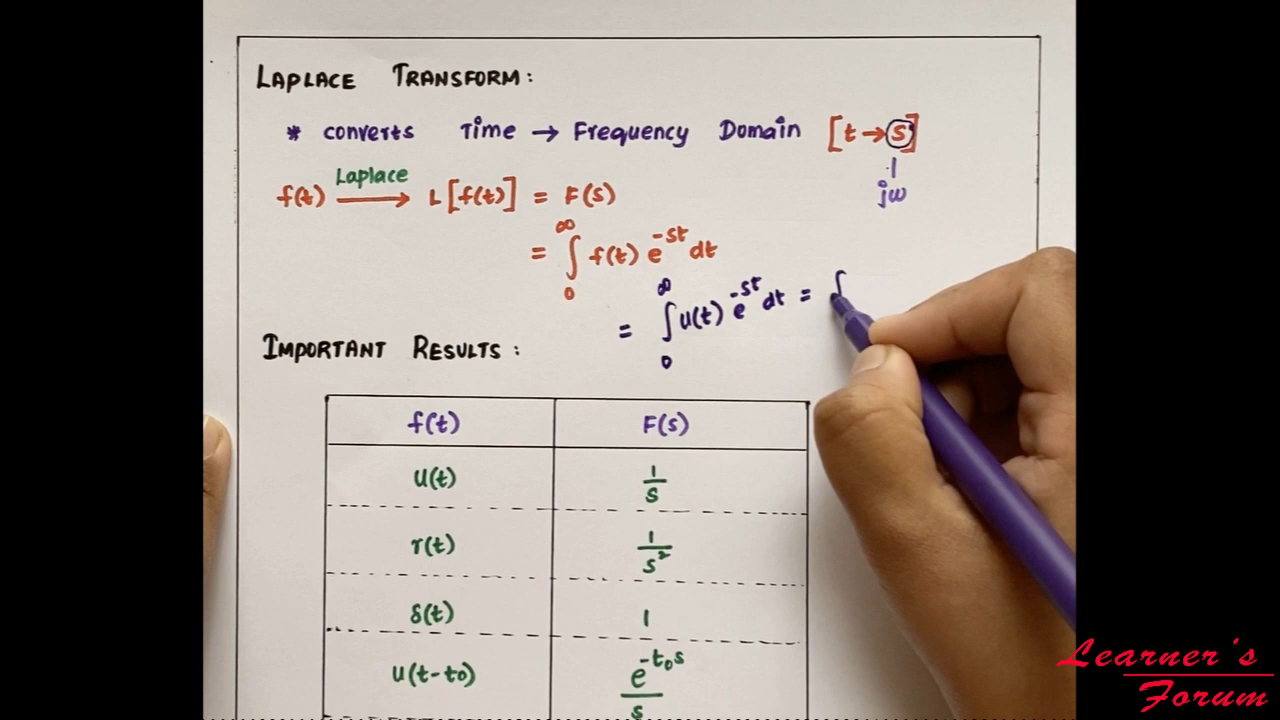 LAPLACE TRANSFORM:
* converts Time → Frequency Domain [t→s]
jω
f(t) Laplace → L[f(t)] = F(s)
= ∫₀^∞ f(t) e^-st dt
= ∫₀^∞ u(t) e^-st dt = ∫
IMPORTANT RESULTS:
f(t) F(s)
u(t) 1/s
r(t) 1/s²
δ(t) 1
u(t-t0) e^-t₀s/s
Learner's
Forum